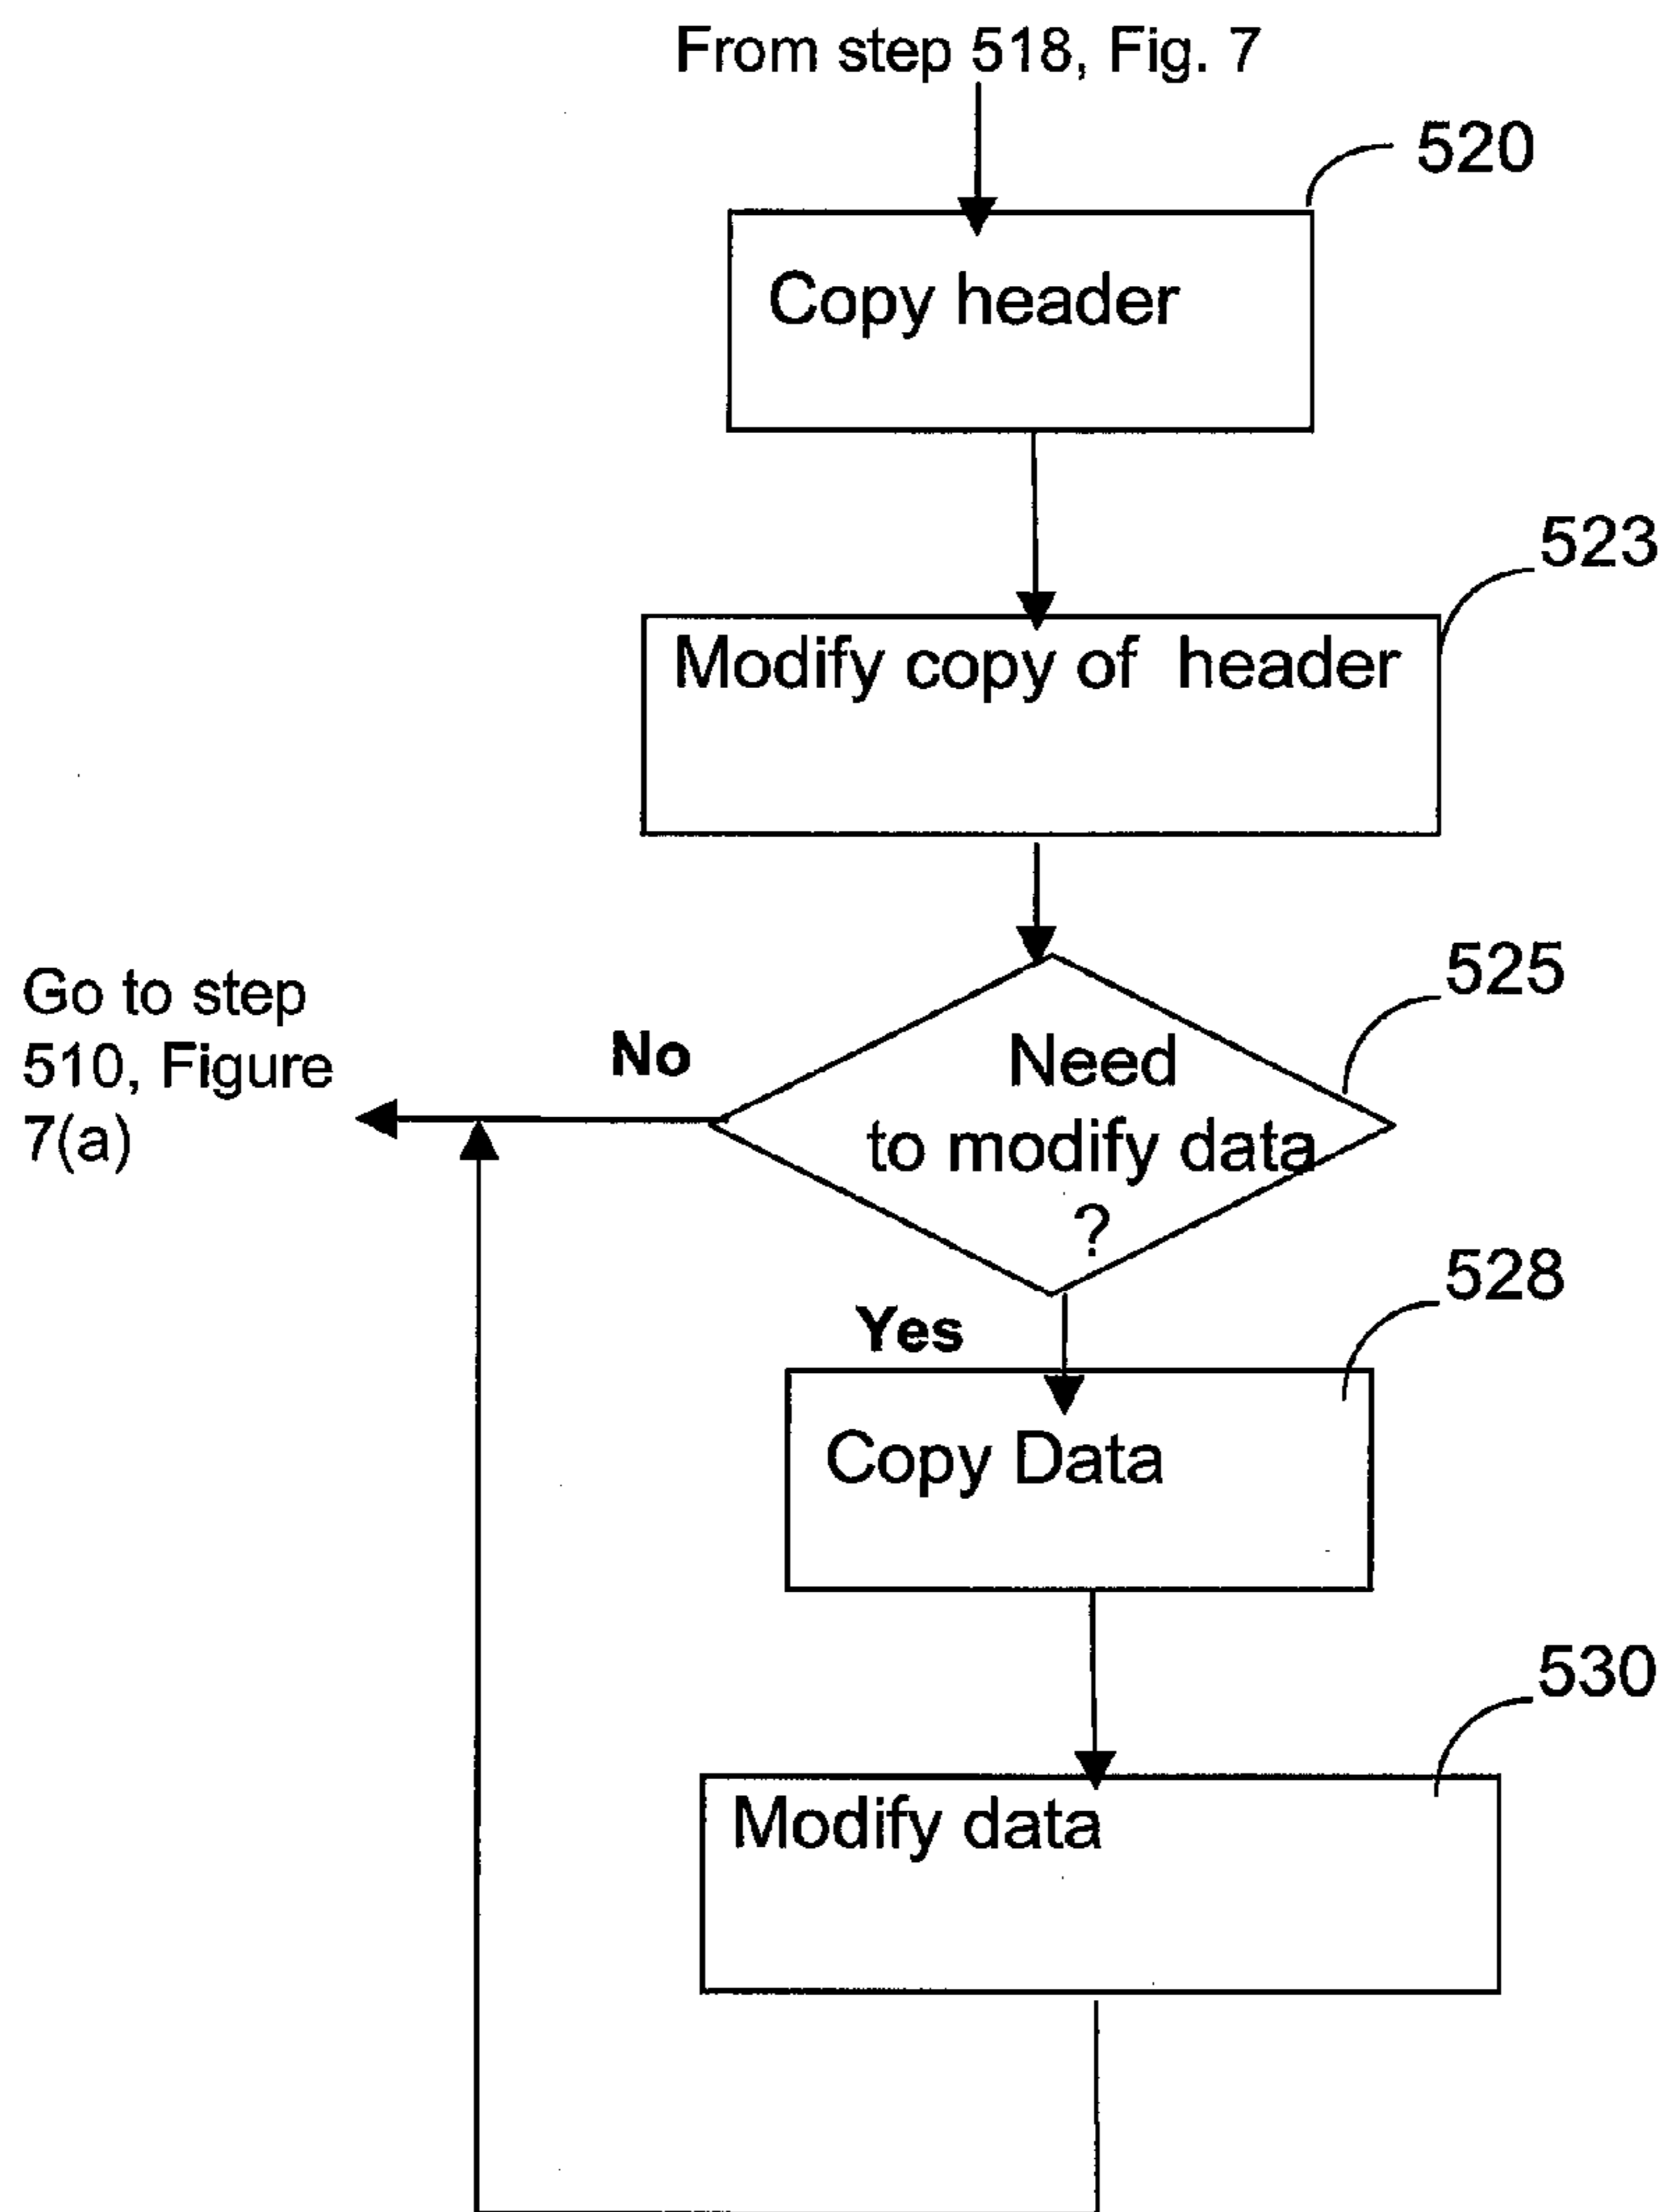 From step 518, Fig. 7
520
Copy header
523
Modify copy of header
525
Go to step
510, Figure
7(a)
No
Need
to modify data
?
528
Yes
Copy Data
530
Modify data